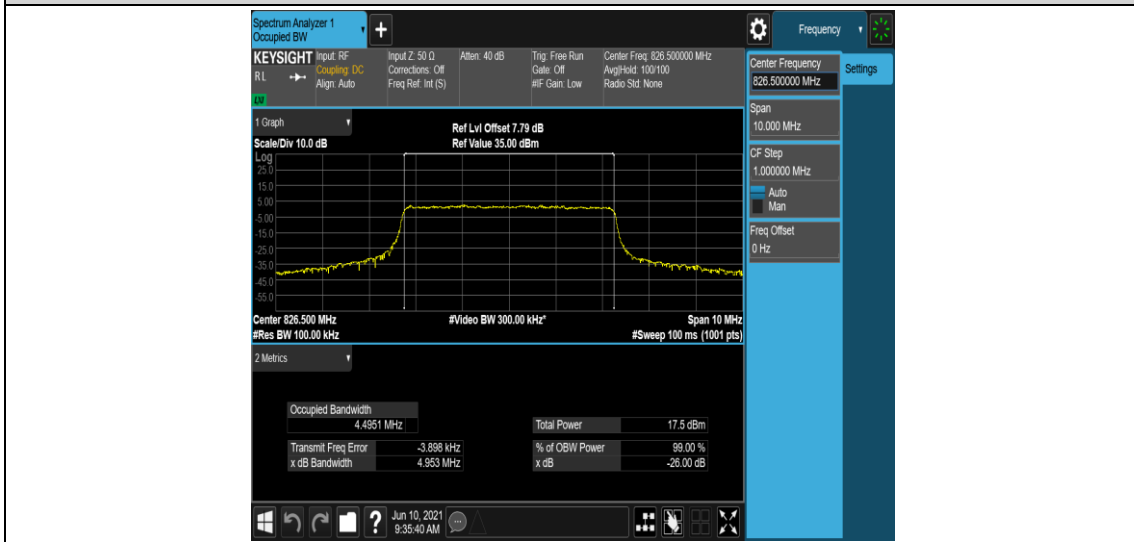 Spectrum Analyzer 1
Occupied BW
+
Frequency
KEYSIGHT
RL
LXI
Input: RF
Coupling: DC
Align: Auto
Input Z: 50 Ω
Corrections: Off
Freq Ref: Int (S)
Atten: 40 dB
Trig: Free Run
Gate: Off
#IF Gain: Low
Center Freq: 826.500000 MHz
Avg|Hold: 100/100
Radio Std: None
Center Frequency
826.500000 MHz
Settings
Span
10.000 MHz
CF Step
1.000000 MHz
Auto
Man
Freq Offset
0 Hz
1 Graph
Ref Lvl Offset 7.79 dB
Scale/Div 10.0 dB
Ref Value 35.00 dBm
Log
25.0
15.0
5.00
-5.00
-15.0
-25.0
-35.0
-45.0
-55.0
Center 826.500 MHz
#Video BW 300.00 kHz*
Span 10 MHz
#Res BW 100.00 kHz
#Sweep 100 ms (1001 pts)
2 Metrics
Occupied Bandwidth
4.4951 MHz
Total Power 17.5 dBm
Transmit Freq Error -3.898 kHz
% of OBW Power 99.00 %
x dB Bandwidth 4.953 MHz
x dB -26.00 dB
?
Jun 10, 2021
9:35:40 AM